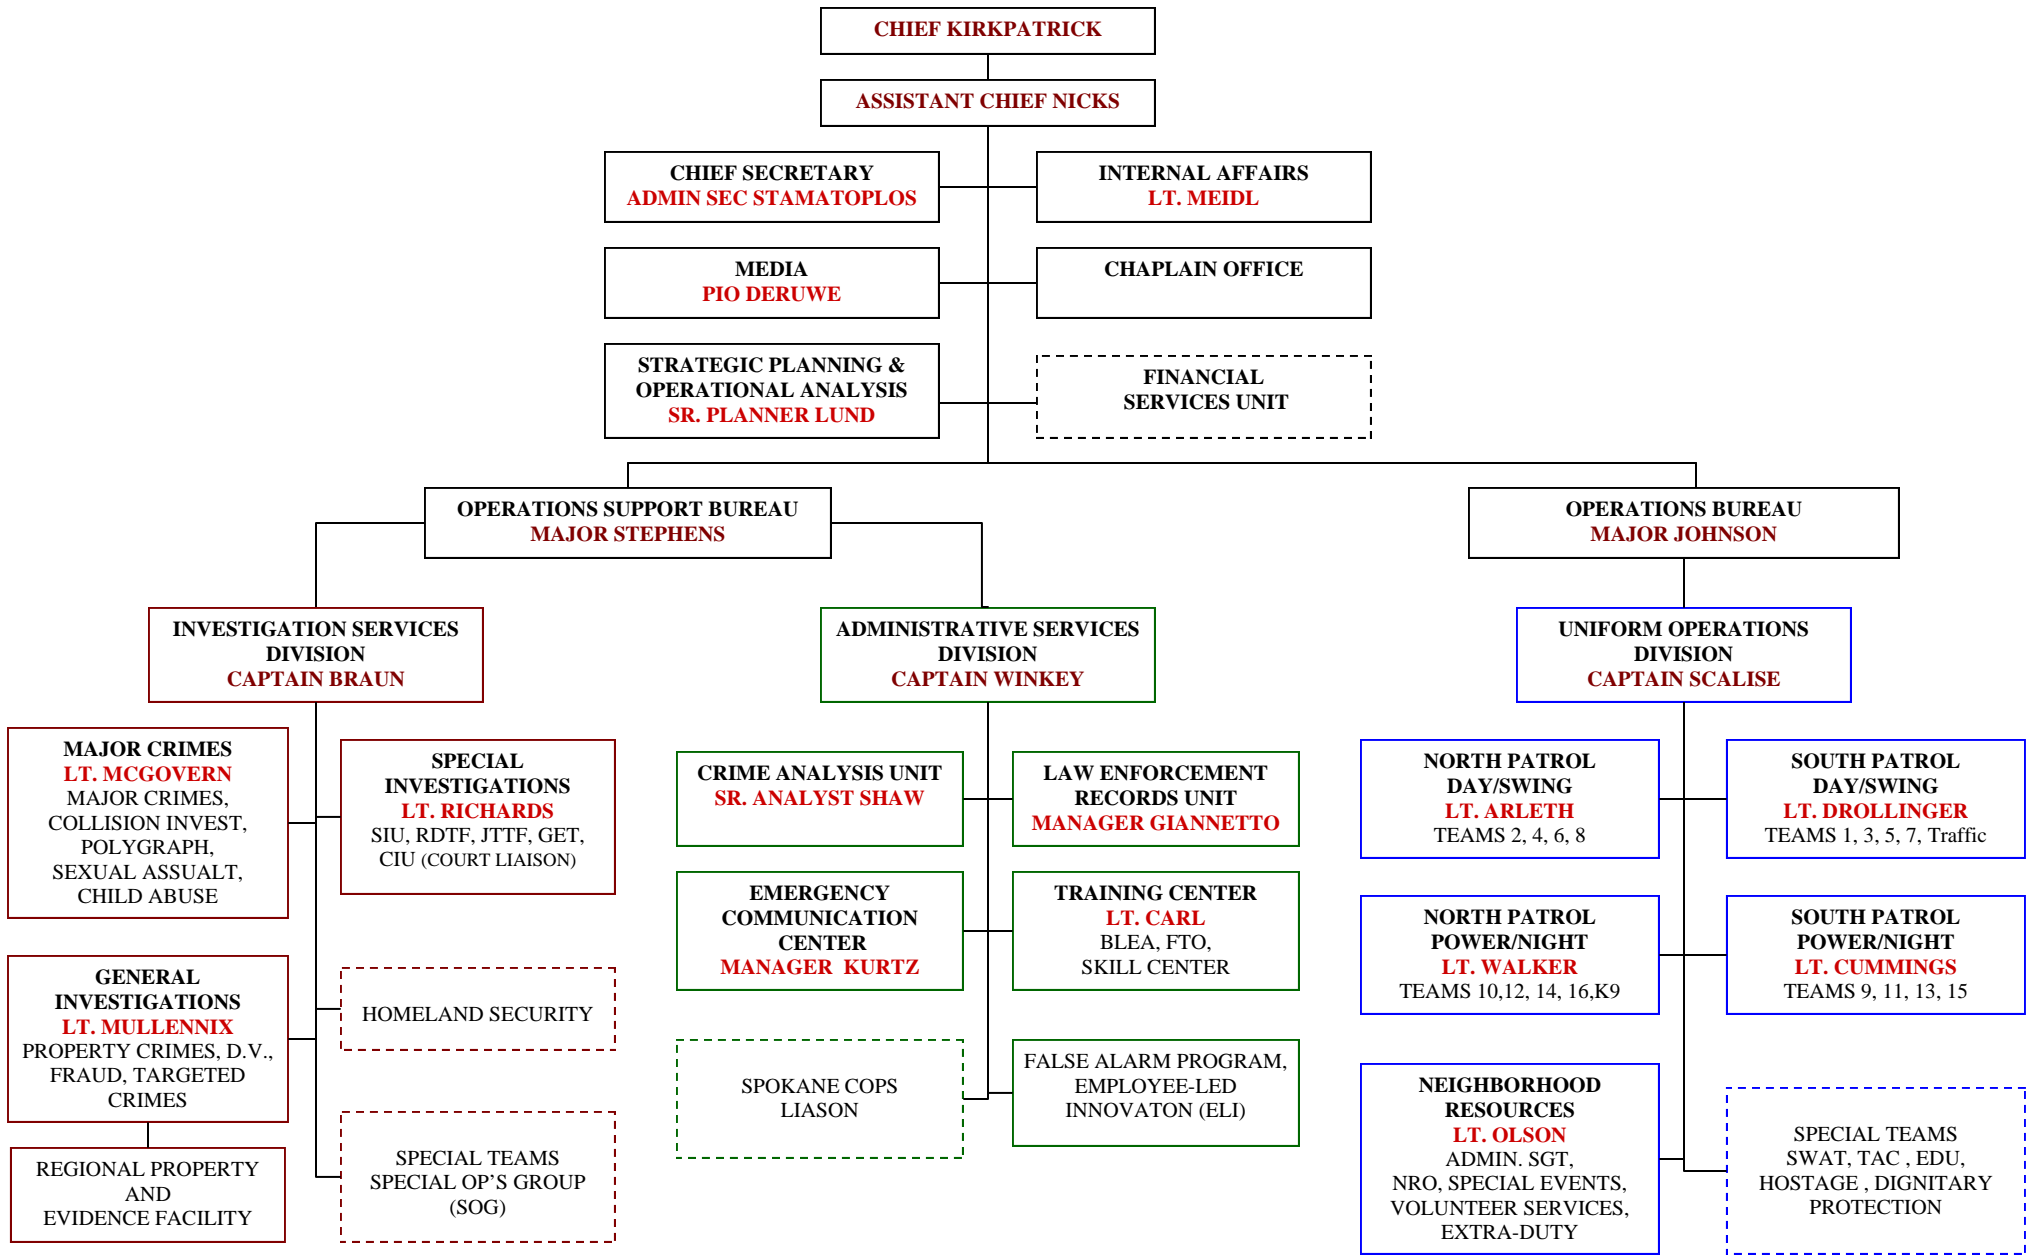 CHIEF KIRKPATRICK
ASSISTANT CHIEF NICKS
CHIEF SECRETARY
ADMIN SEC STAMATOPLOS
INTERNAL AFFAIRS
LT. MEIDL
MEDIA
PIO DERUWE
CHAPLAIN OFFICE
STRATEGIC PLANNING &
OPERATIONAL ANALYSIS
SR. PLANNER LUND
FINANCIAL
SERVICES UNIT
OPERATIONS SUPPORT BUREAU
MAJOR STEPHENS
OPERATIONS BUREAU
MAJOR JOHNSON
INVESTIGATION SERVICES
DIVISION
CAPTAIN BRAUN
ADMINISTRATIVE SERVICES
DIVISION
CAPTAIN WINKEY
UNIFORM OPERATIONS
DIVISION
CAPTAIN SCALISE
MAJOR CRIMES
LT. MCGOVERN
MAJOR CRIMES,
COLLISION INVEST,
POLYGRAPH,
SEXUAL ASSUALT,
CHILD ABUSE
SPECIAL
INVESTIGATIONS
LT. RICHARDS
SIU, RDTF, JTTF, GET,
CIU (COURT LIAISON)
GENERAL
INVESTIGATIONS
LT. MULLENNIX
PROPERTY CRIMES, D.V.,
FRAUD, TARGETED
CRIMES
HOMELAND SECURITY
REGIONAL PROPERTY
AND
EVIDENCE FACILITY
SPECIAL TEAMS
SPECIAL OP'S GROUP
(SOG)
CRIME ANALYSIS UNIT
SR. ANALYST SHAW
LAW ENFORCEMENT
RECORDS UNIT
MANAGER GIANNETTO
EMERGENCY
COMMUNICATION
CENTER
MANAGER  KURTZ
TRAINING CENTER
LT. CARL
BLEA, FTO,
SKILL CENTER
SPOKANE COPS
LIASON
FALSE ALARM PROGRAM,
EMPLOYEE-LED
INNOVATON (ELI)
NORTH PATROL
DAY/SWING
LT. ARLETH
TEAMS 2, 4, 6, 8
SOUTH PATROL
DAY/SWING
LT. DROLLINGER
TEAMS 1, 3, 5, 7, Traffic
NORTH PATROL
POWER/NIGHT
LT. WALKER
TEAMS 10,12, 14, 16,K9
SOUTH PATROL
POWER/NIGHT
LT. CUMMINGS
TEAMS 9, 11, 13, 15
NEIGHBORHOOD
RESOURCES
LT. OLSON
ADMIN. SGT,
NRO, SPECIAL EVENTS,
VOLUNTEER SERVICES,
EXTRA-DUTY
SPECIAL TEAMS
SWAT, TAC , EDU,
HOSTAGE , DIGNITARY
PROTECTION